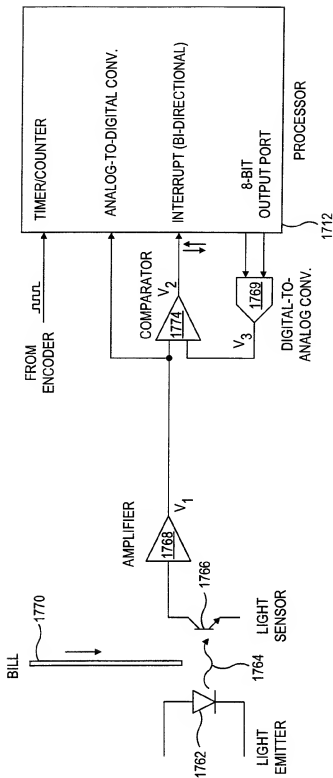 BILL
1770
LIGHT
EMITTER
1762
1764
LIGHT
SENSOR
1766
AMPLIFIER
1768
V1
FROM
ENCODER
COMPARATOR
1774
V2
V3
1769
DIGITAL-TO-
ANALOG CONV.
TIMER/COUNTER
ANALOG-TO-DIGITAL CONV.
INTERRUPT (BI-DIRECTIONAL)
8-BIT
OUTPUT PORT
PROCESSOR
1712